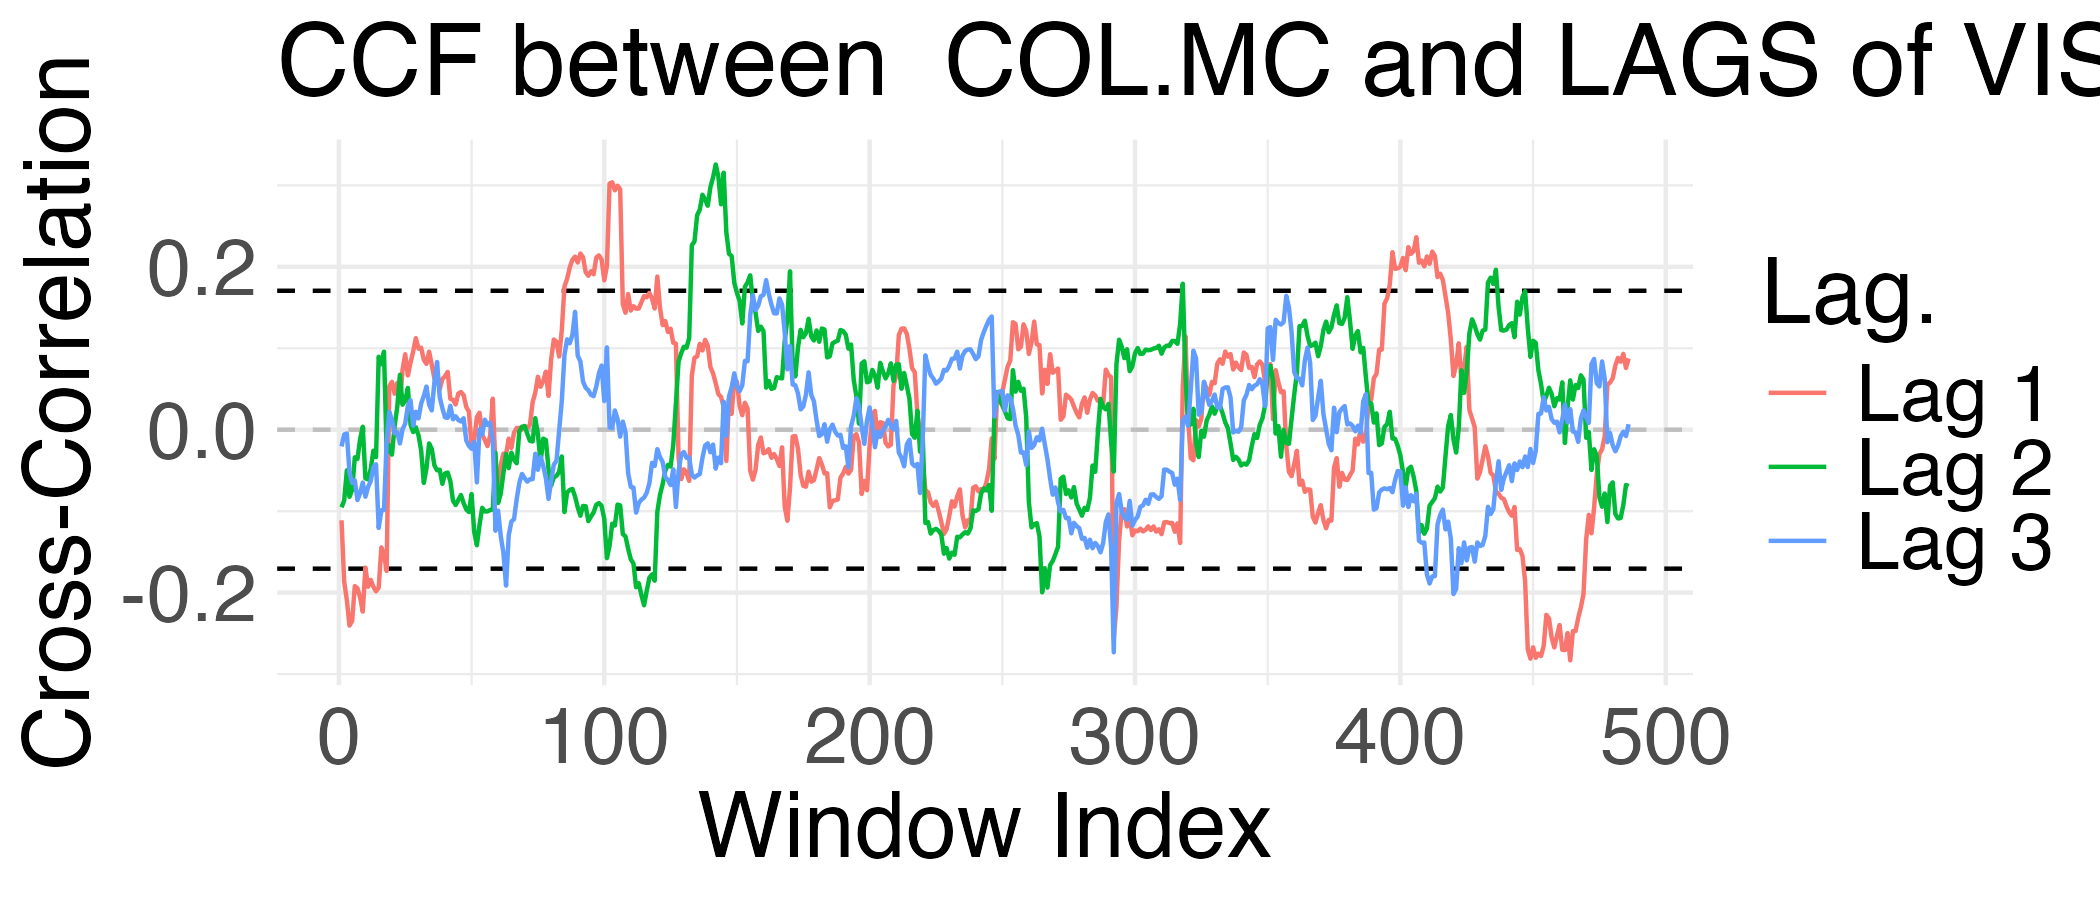 CCF between  COL.MC and LAGS of VIS
Cross-Correlation
0.2
0.0
-0.2
0 100 200 300 400 500
Window Index
Lag.
Lag 1
Lag 2
Lag 3